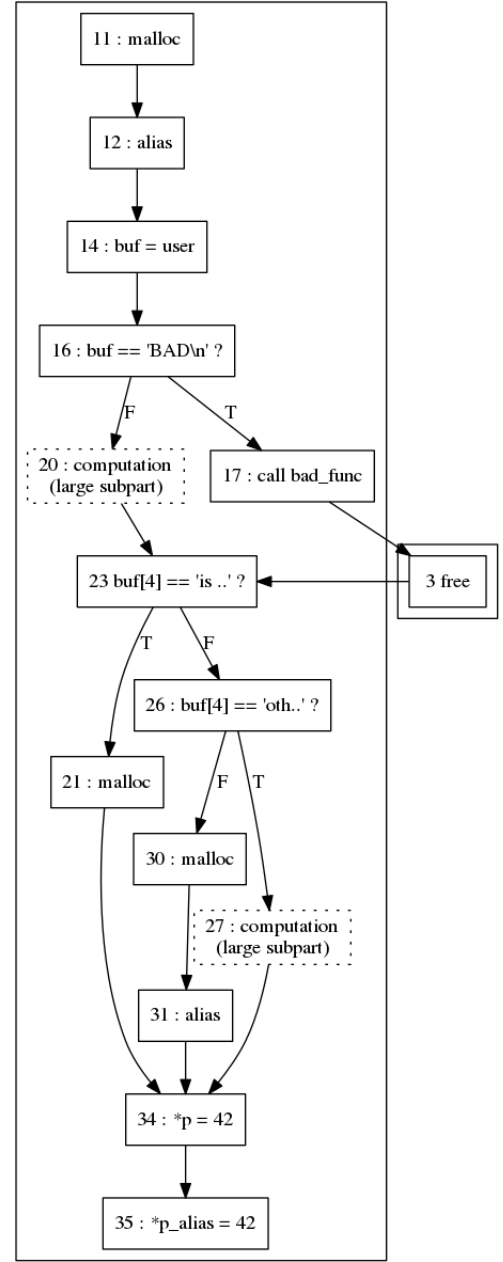 11 : malloc
12 : alias
14 : buf = user
16 : buf == 'BAD\n' ?
F
T
20 : computation
(large subpart)
17 : call bad_func
23 buf[4] == 'is ..' ?
3 free
T
F
26 : buf[4] == 'oth..' ?
21 : malloc
F
T
30 : malloc
27 : computation
(large subpart)
31 : alias
34 : *p = 42
35 : *p_alias = 42